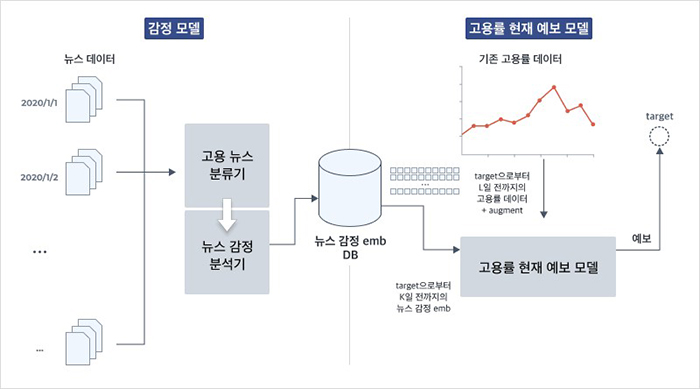 감정 모델
고용률 현재 예보 모델
뉴스 데이터
2020/1/1
2020/1/2
...
...
고용 뉴스
분류기
뉴스 감정
분석기
뉴스 감정 emb
DB
기존 고용률 데이터
...
target으로부터
L일 전까지의
고용률 데이터
+ augment
target으로부터
K일 전까지의
뉴스 감정 emb
고용률 현재 예보 모델
예보
target